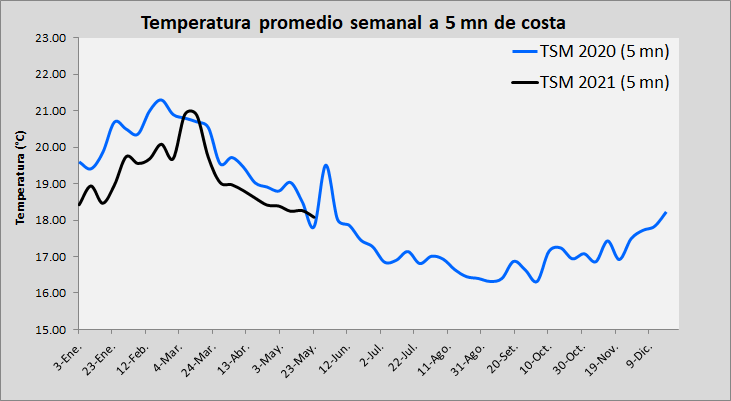 Temperatura promedio semanal a 5 mn de costa
TSM 2020 (5 mn)
TSM 2021 (5 mn)
Temperatura (°C)
23.00
22.00
21.00
20.00
19.00
18.00
17.00
16.00
15.00
3-Ene.
23-Ene.
12-Feb.
4-Mar.
24-Mar.
13-Abr.
3-May.
23-May.
12-Jun.
2-Jul.
22-Jul.
11-Ago.
31-Ago.
20-Set.
10-Oct.
30-Oct.
19-Nov.
9-Dic.